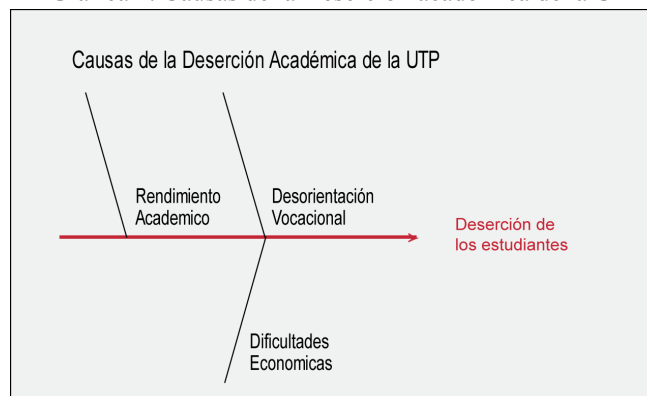 Causas de la Deserción Académica de la UTP
Rendimiento
Academico
Desorientación
Vocacional
Deserción de
los estudiantes
Dificultades
Economicas